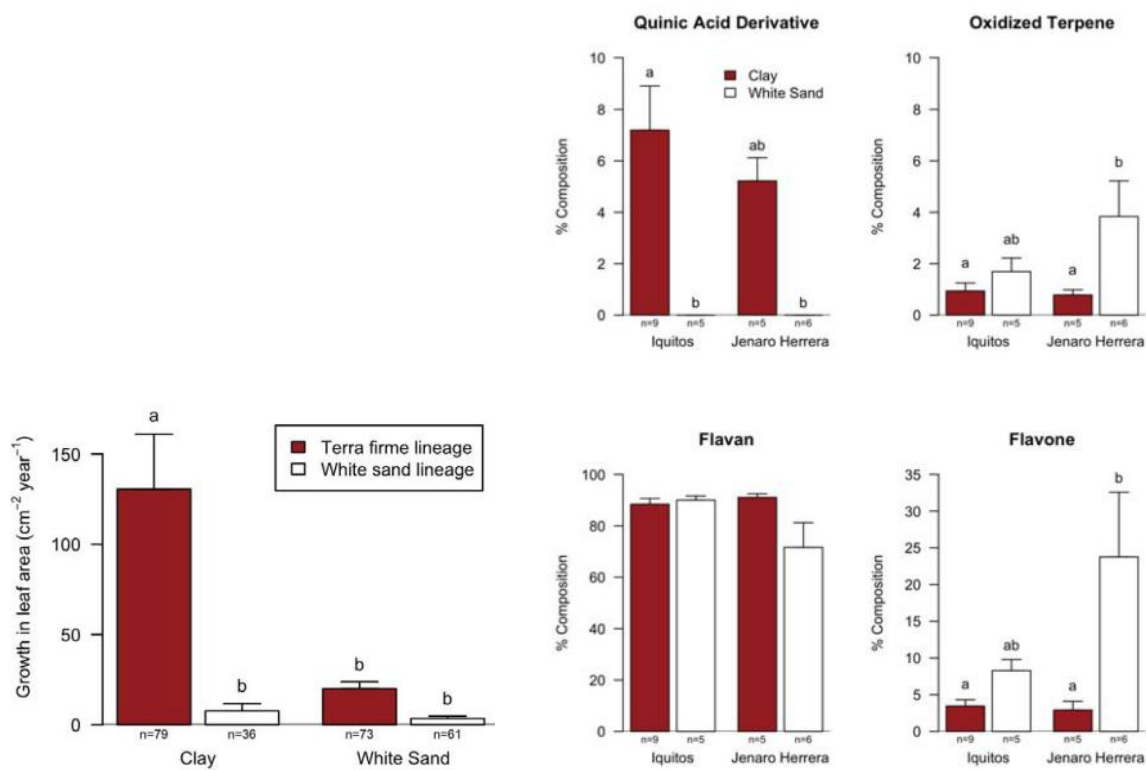 Quinic Acid Derivative
10
8
6
4
2
0
% Composition
a
b
ab
b
Clay
White Sand
n=9
n=5
n=5
n=6
Iquitos
Jenaro Herrera
Oxidized Terpene
10
8
6
4
2
0
% Composition
a
ab
a
b
n=9
n=5
n=5
n=6
Iquitos
Jenaro Herrera
Growth in leaf area (cm⁻² year⁻¹)
150
100
50
0
a
b
b
b
Terra firme lineage
White sand lineage
n=79
n=36
n=73
n=61
Clay
White Sand
Flavan
100
80
60
40
20
0
% Composition
n=9
n=5
n=5
n=6
Iquitos
Jenaro Herrera
Flavone
35
30
25
20
15
10
5
0
% Composition
a
ab
a
b
n=9
n=5
n=5
n=6
Iquitos
Jenaro Herrera